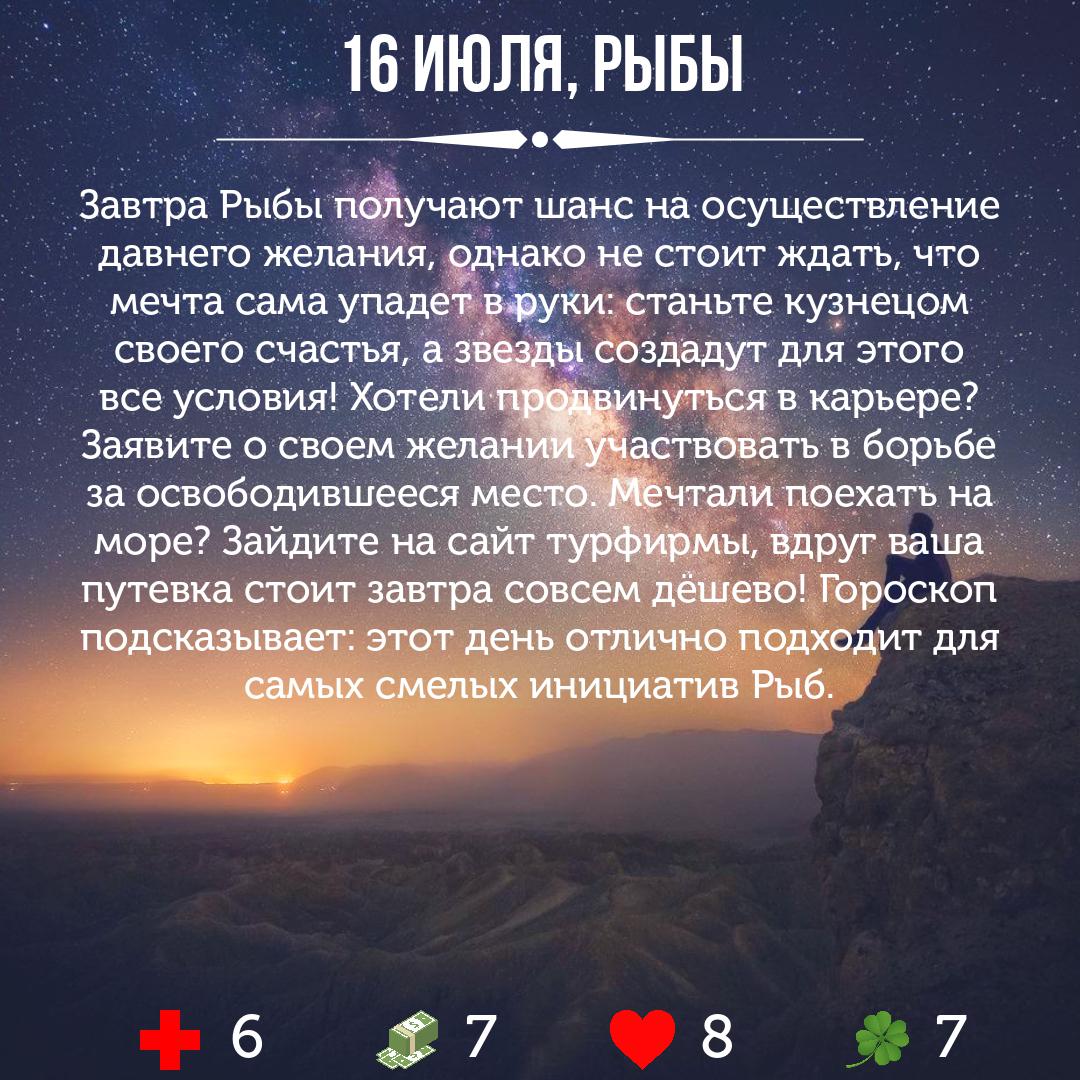 16 ИЮЛЯ, РЫБЫ
Завтра Рыбы получают шанс на осуществление
давнего желания, однако не стоит ждать, что
мечта сама упадет в руки: станьте кузнецом
своего счастья, а звезды создадут для этого
все условия! Хотели продвинуться в карьере?
Заявите о своем желании участвовать в борьбе
за освободившееся место. Мечтали поехать на
море? Зайдите на сайт турфирмы, вдруг ваша
путевка стоит завтра совсем дёшево! Гороскоп
подсказывает: этот день отлично подходит для
самых смелых инициатив Рыб.
6 7 8 7